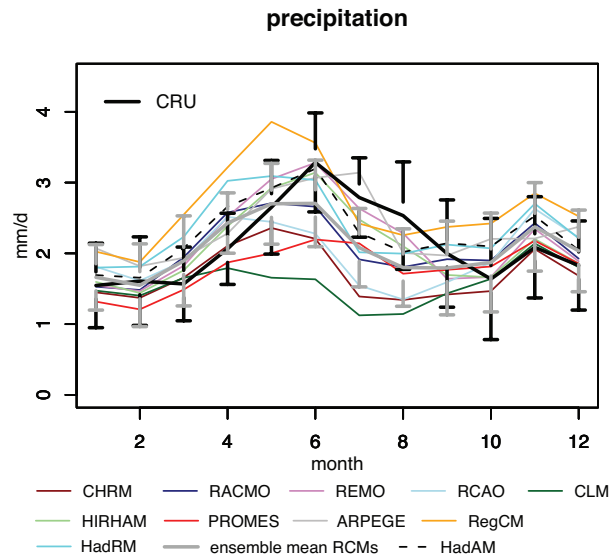 precipitation
CRU
mm/d
4
3
2
1
0
2 4 6 8 10 12
month
CHRM RACMO REMO RCAO CLM
HIRHAM PROMES ARPEGE RegCM
HadRM ensemble mean RCMs HadAM